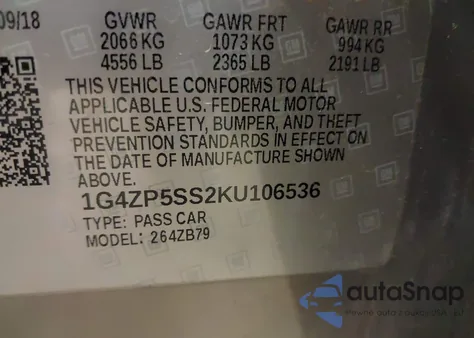 09/18 GVWR GAWR FRT GAWR RR
2066 KG 1073 KG 994 KG
4556 LB 2365 LB 2191 LB
THIS VEHICLE CONFORMS TO ALL
APPLICABLE U.S. FEDERAL MOTOR
VEHICLE SAFETY, BUMPER, AND THEFT
PREVENTION STANDARDS IN EFFECT ON
THE DATE OF MANUFACTURE SHOWN
ABOVE.
1G4ZP5SS2KU106536
TYPE: PASS CAR
MODEL: 264ZB79
autoSnap